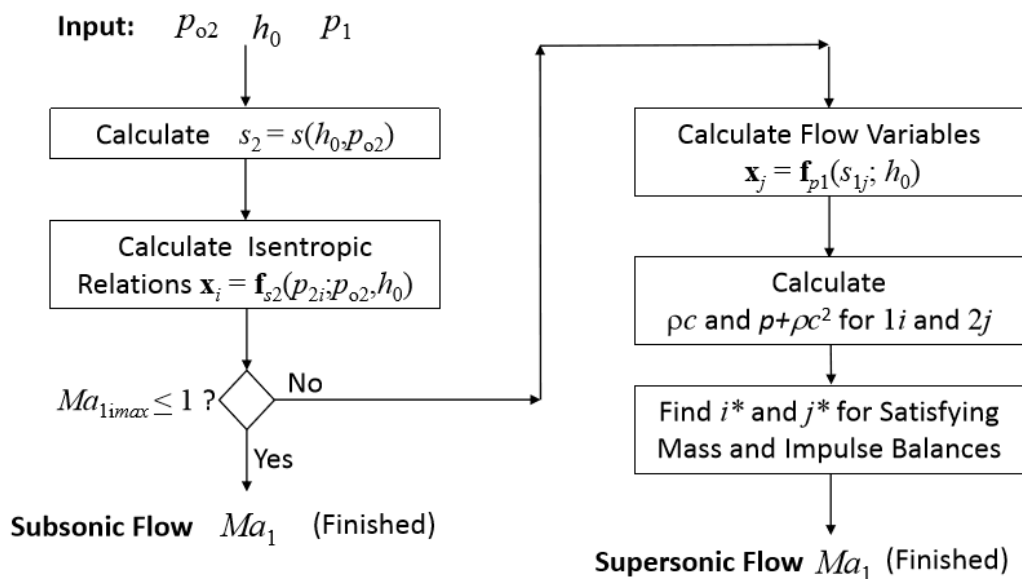 Input: p_o2 h_0 p_1
Calculate s_2 = s(h_0,p_o2)
Calculate Isentropic
Relations x_i = f_s2(p_2i;p_o2,h_0)
Ma_1imax ≤ 1 ?
No
Yes
Subsonic Flow Ma_1 (Finished)
Calculate Flow Variables
x_j = f_p1(s_1j; h_0)
Calculate
ρc and p+ρc² for 1i and 2j
Find i* and j* for Satisfying
Mass and Impulse Balances
Supersonic Flow Ma_1 (Finished)